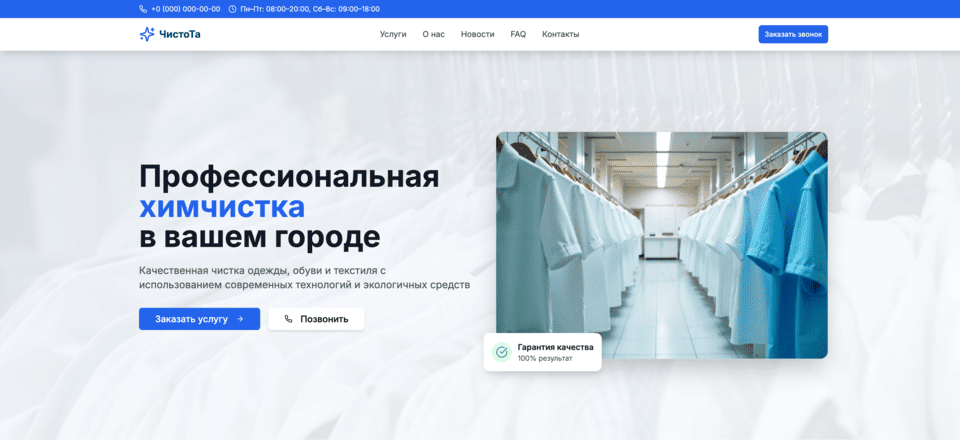 +0 (000) 000-00-00 Пн-Пт: 08:00-20:00, Сб-Вс: 09:00-18:00
ЧистоТа Услуги О нас Новости FAQ Контакты Заказать звонок
Профессиональная
химчистка
в вашем городе
Качественная чистка одежды, обуви и текстиля с
использованием современных технологий и экологичных средств
Заказать услугу Позвонить
Гарантия качества
100% результат